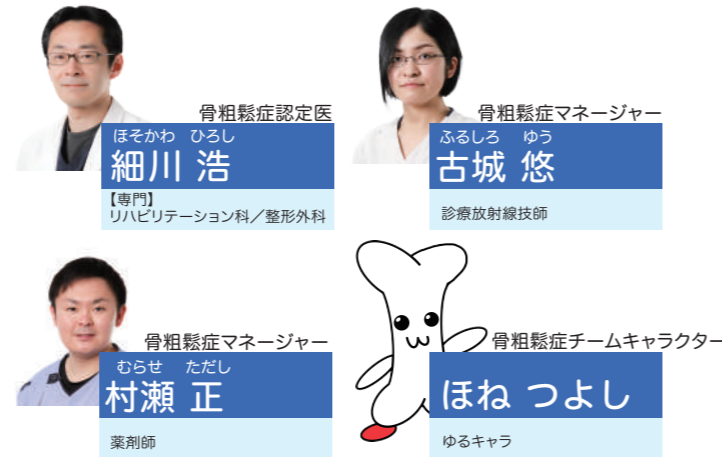 骨粗鬆症認定医
ほそかわ ひろし
細川 浩
【専門】
リハビリテーション科／整形外科
骨粗鬆症マネージャー
ふるしろ ゆう
古城 悠
診療放射線技師
骨粗鬆症マネージャー
むらせ ただし
村瀬 正
薬剤師
骨粗鬆症チームキャラクター
ほね つよし
ゆるキャラ